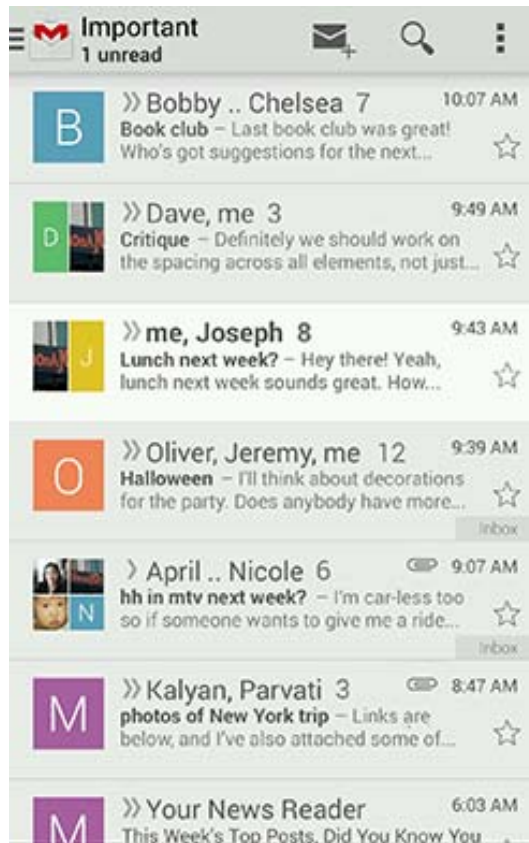 Important
1 unread
B
» Bobby .. Chelsea 7 10:07 AM
Book club – Last book club was great!
Who's got suggestions for the next...
D
» Dave, me 3 9:49 AM
Critique – Definitely we should work on
the spacing across all elements, not just...
J
» me, Joseph 8 9:43 AM
Lunch next week? – Hey there! Yeah,
lunch next week sounds great. How...
O
» Oliver, Jeremy, me 12 9:39 AM
Halloween – I'll think about decorations
for the party. Does anybody have more...
Inbox
N
› April .. Nicole 6 9:07 AM
hh in mtv next week? – I'm car-less too
so if someone wants to give me a ride...
Inbox
M
» Kalyan, Parvati 3 8:47 AM
photos of New York trip – Links are
below, and I've also attached some of...
M
» Your News Reader 6:03 AM
This Week's Top Posts, Did You Know You